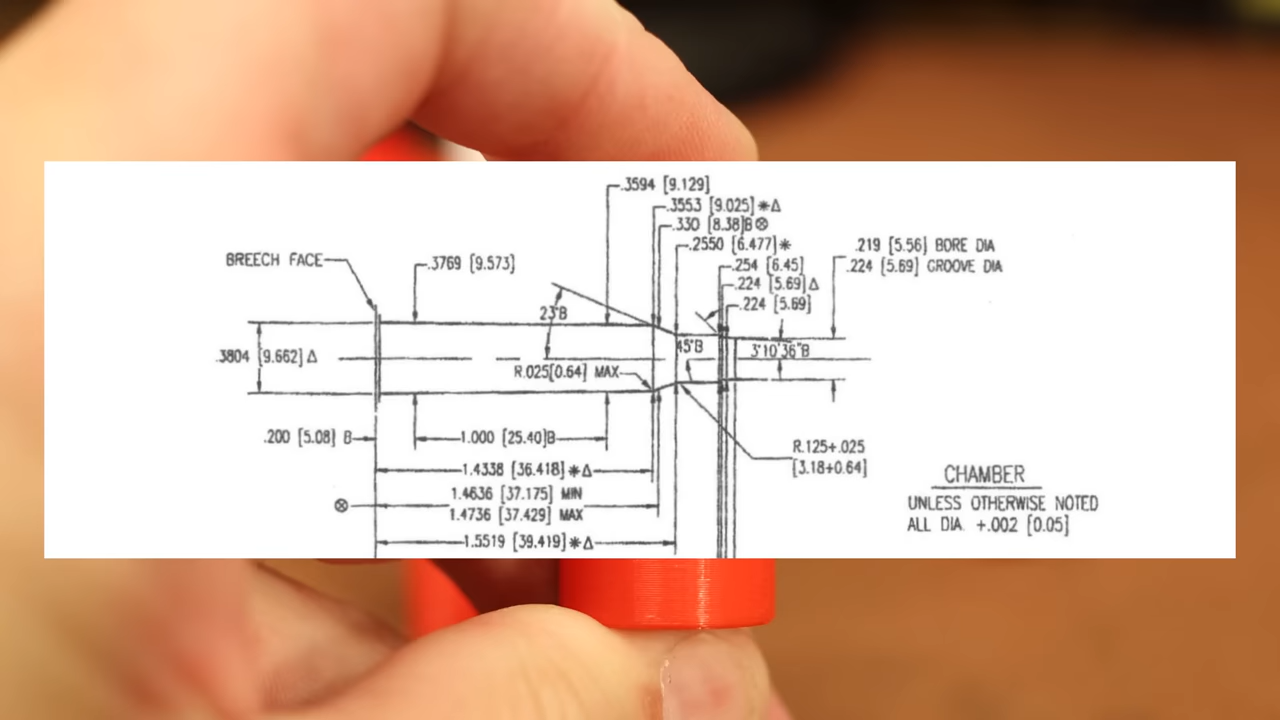 .3594 [9.129]
.3553 [9.025]*Δ
.330 [8.38]B⊗
.2550 [6.477]*
.219 [5.56] BORE DIA
.254 [6.45]
.224 [5.69] GROOVE DIA
BREECH FACE
.3769 [9.573]
.224 [5.69]Δ
.224 [5.69]
23°B
45°B
3°10'36"B
.3804 [9.662]Δ
R.025[0.64] MAX
.200 [5.08] B
1.000 [25.40]B
R.125+.025
[3.18+0.64]
1.4338 [36.418]*Δ
CHAMBER
1.4636 [37.175] MIN
⊗
1.4736 [37.429] MAX
UNLESS OTHERWISE NOTED
ALL DIA. +.002 [0.05]
1.5519 [39.419]*Δ